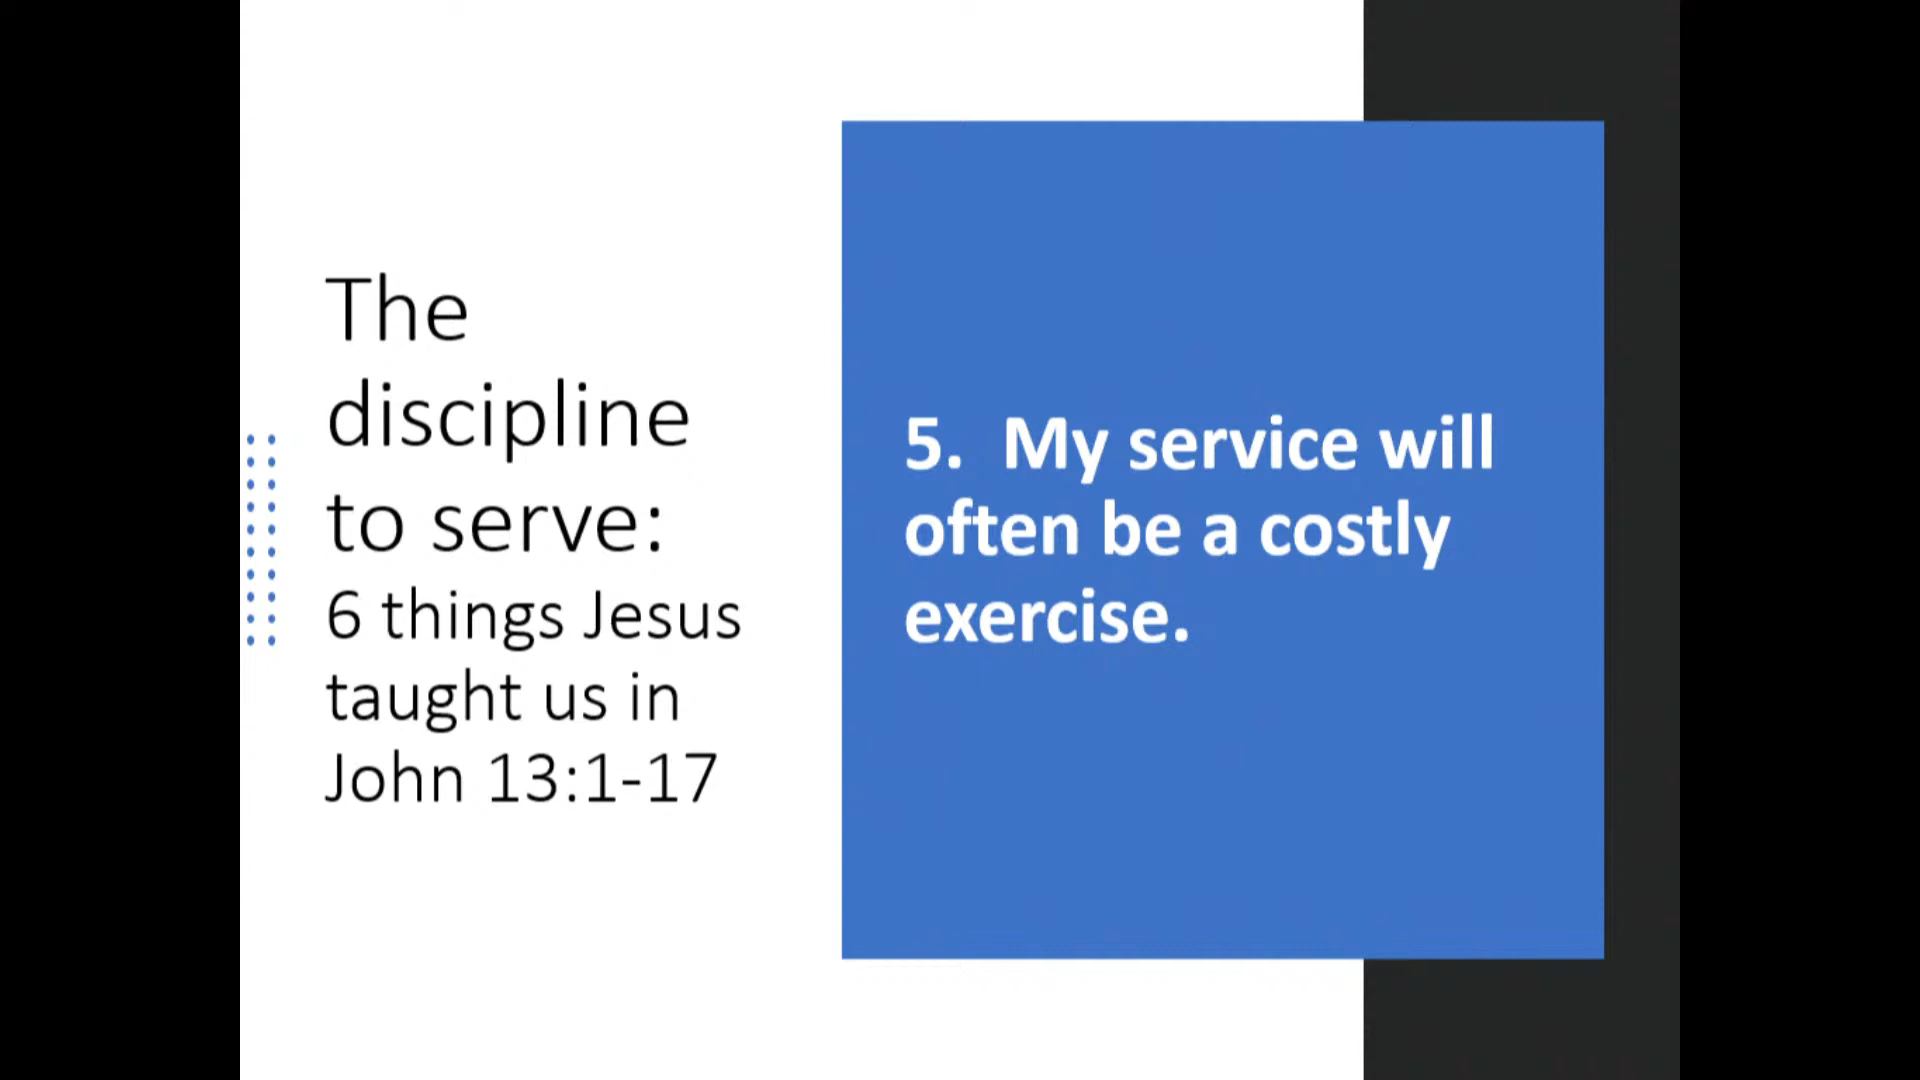 The
discipline
to serve:
6 things Jesus
taught us in
John 13:1-17
5. My service will
often be a costly
exercise.